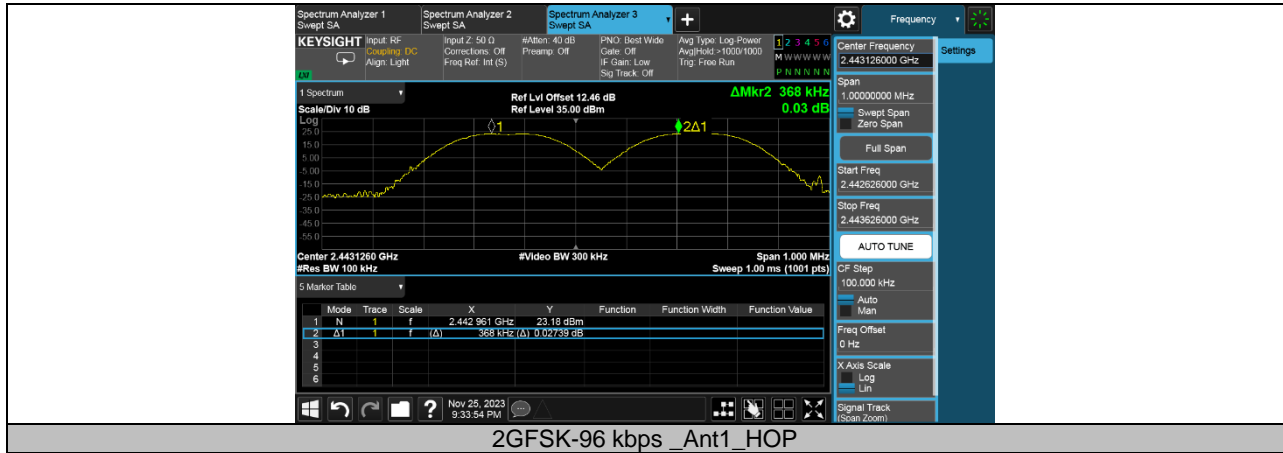 Spectrum Analyzer 1
Swept SA
Spectrum Analyzer 2
Swept SA
Spectrum Analyzer 3
Swept SA
Frequency
KEYSIGHT
Input: RF
Coupling: DC
Align: Light
Input Z: 50 Ω
Corrections: Off
Freq Ref: Int (S)
#Atten: 40 dB
Preamp: Off
PNO: Best Wide
Gate: Off
IF Gain: Low
Sig Track: Off
Avg Type: Log-Power
Avg|Hold:>1000/1000
Trig: Free Run
1 2 3 4 5 6
M W W W W W
P N N N N N
LXI
1 Spectrum
Scale/Div 10 dB
Ref Lvl Offset 12.46 dB
Ref Level 35.00 dBm
ΔMkr2 368 kHz
0.03 dB
Log
25.0
15.0
5.00
-5.00
-15.0
-25.0
-35.0
-45.0
-55.0
1
2Δ1
Center 2.4431260 GHz
#Res BW 100 kHz
#Video BW 300 kHz
Span 1.000 MHz
Sweep 1.00 ms (1001 pts)
5 Marker Table
Mode Trace Scale X Y Function Function Width Function Value
1 N 1 f 2.442 961 GHz 23.18 dBm
2 Δ1 1 f (Δ) 368 kHz (Δ) 0.02739 dB
3
4
5
6
?
Nov 25, 2023
9:33:54 PM
Center Frequency
2.443126000 GHz
Settings
Span
1.00000000 MHz
Swept Span
Zero Span
Full Span
Start Freq
2.442626000 GHz
Stop Freq
2.443626000 GHz
AUTO TUNE
CF Step
100.000 kHz
Auto
Man
Freq Offset
0 Hz
X Axis Scale
Log
Lin
Signal Track
(Span Zoom)
2GFSK-96 kbps _Ant1_HOP